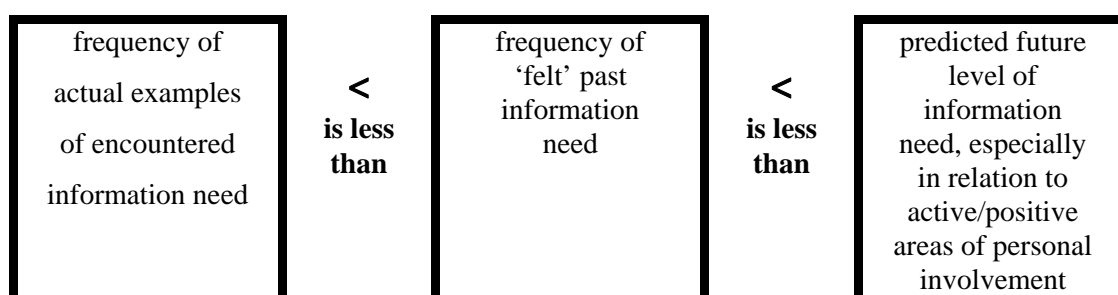 frequency of
actual examples
of encountered
information need
<
is less
than
frequency of
‘felt’ past
information
need
<
is less
than
predicted future
level of
information
need, especially
in relation to
active/positive
areas of personal
involvement